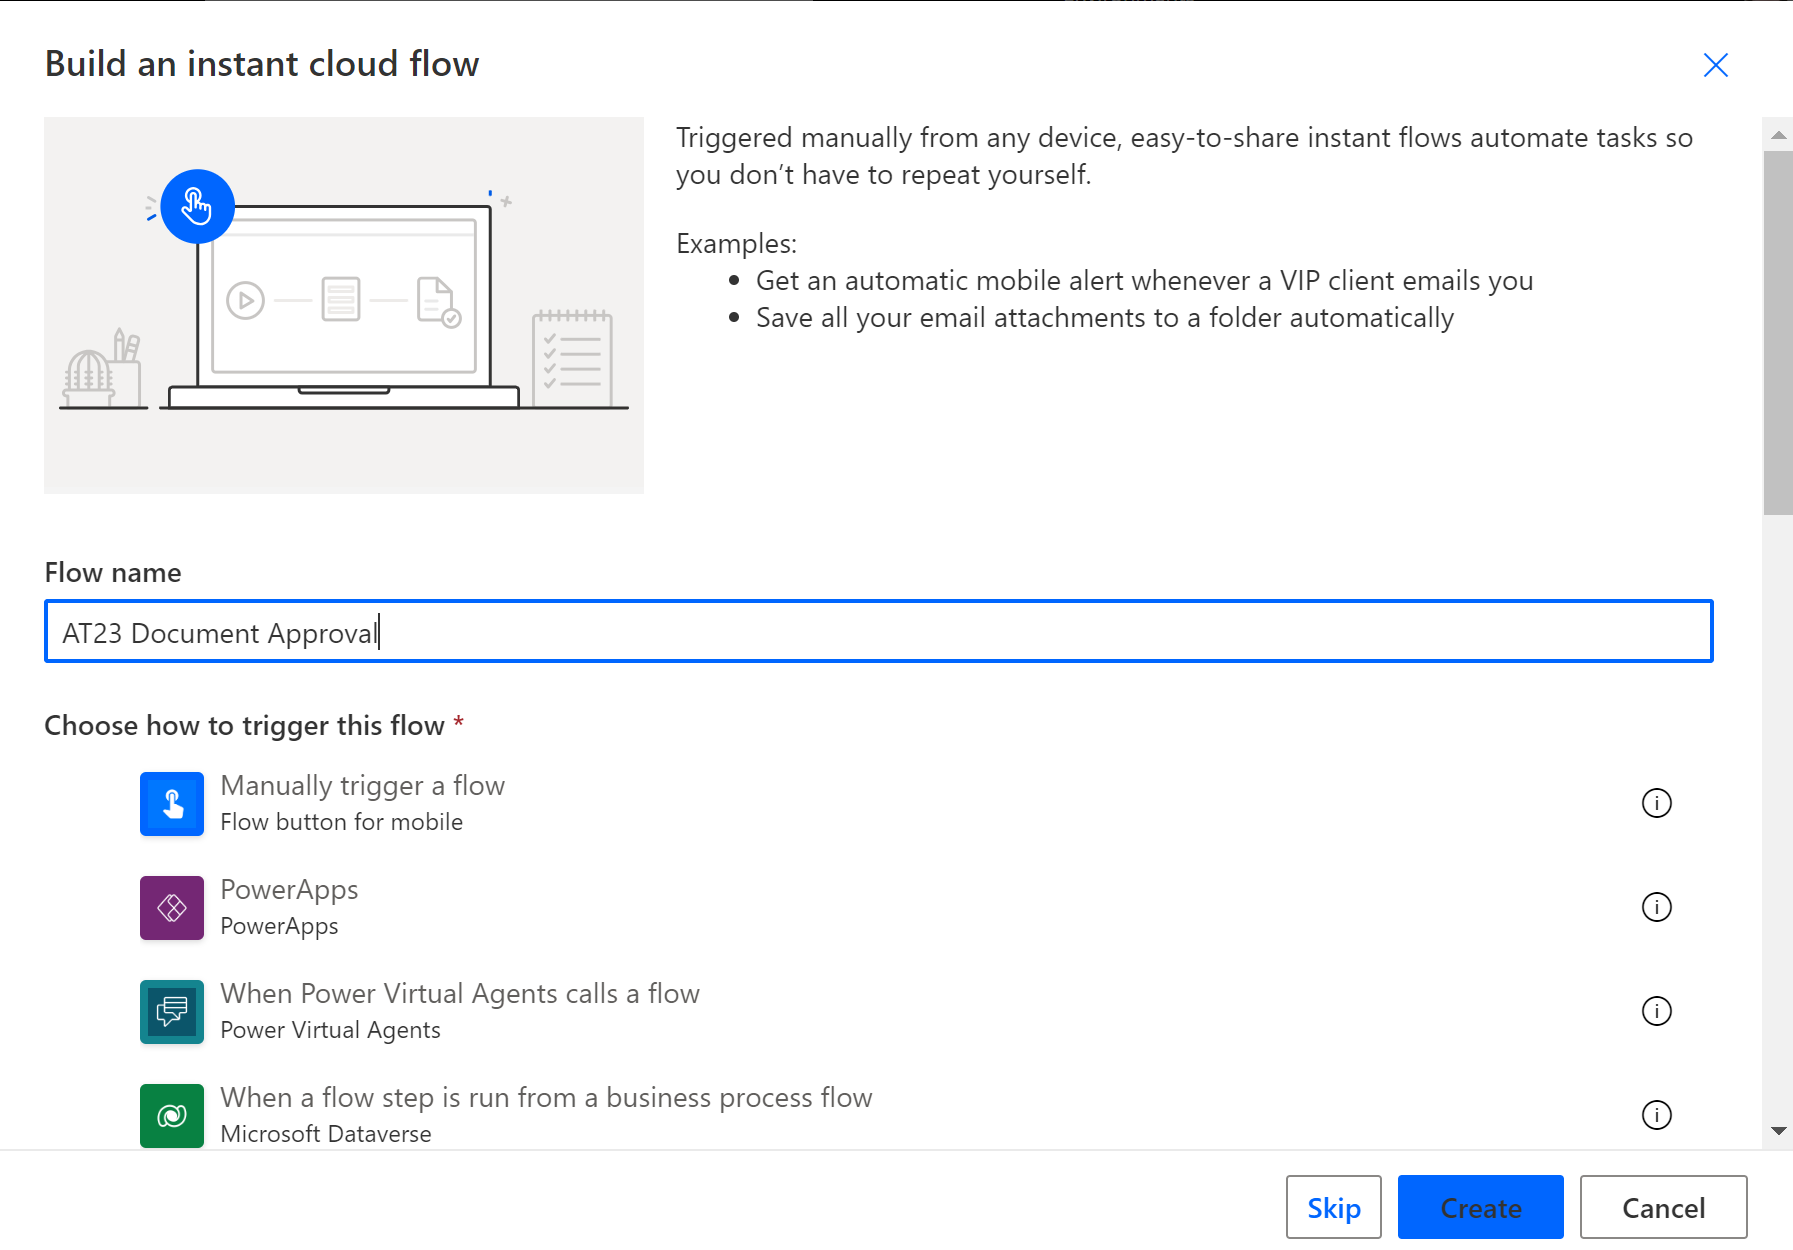 Build an instant cloud flow
Triggered manually from any device, easy-to-share instant flows automate tasks so
you don’t have to repeat yourself.
Examples:
• Get an automatic mobile alert whenever a VIP client emails you
• Save all your email attachments to a folder automatically
Flow name
AT23 Document Approval
Choose how to trigger this flow *
Manually trigger a flow
Flow button for mobile
PowerApps
PowerApps
When Power Virtual Agents calls a flow
Power Virtual Agents
When a flow step is run from a business process flow
Microsoft Dataverse
Skip
Create
Cancel